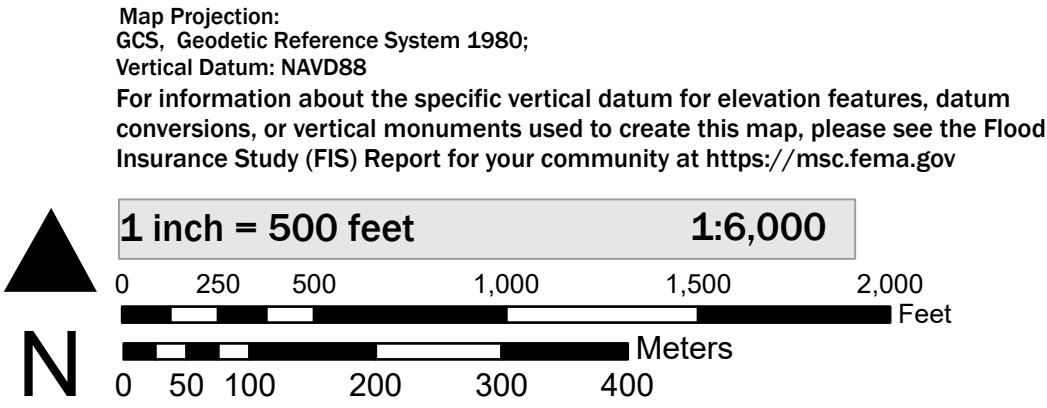 Map Projection:
GCS, Geodetic Reference System 1980;
Vertical Datum: NAVD88
For information about the specific vertical datum for elevation features, datum
conversions, or vertical monuments used to create this map, please see the Flood
Insurance Study (FIS) Report for your community at https://msc.fema.gov
1 inch = 500 feet 1:6,000
0 250 500 1,000 1,500 2,000
Feet
Meters
0 50 100 200 300 400
N